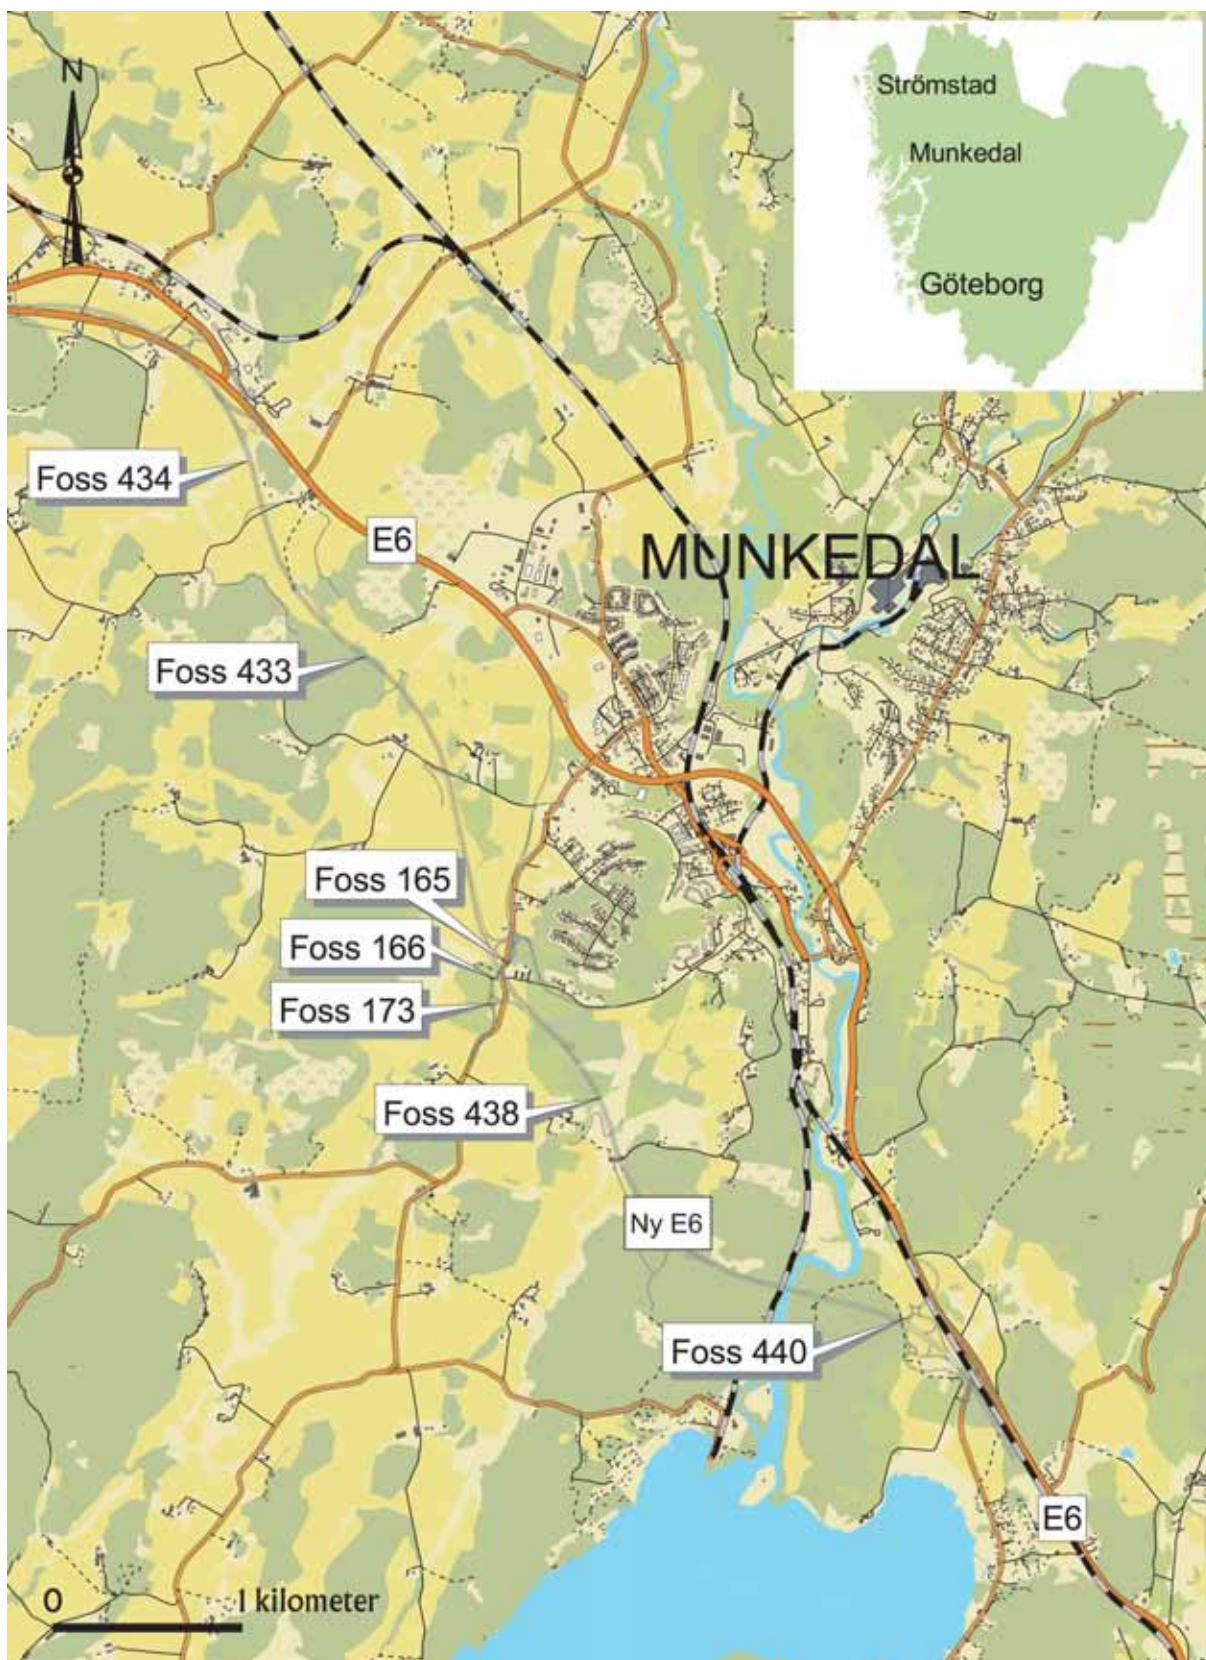 N
Strömstad
Munkedal
Göteborg
Foss 434
E6
MUNKEDAL
Foss 433
Foss 165
Foss 166
Foss 173
Foss 438
Ny E6
Foss 440
E6
0 1 kilometer